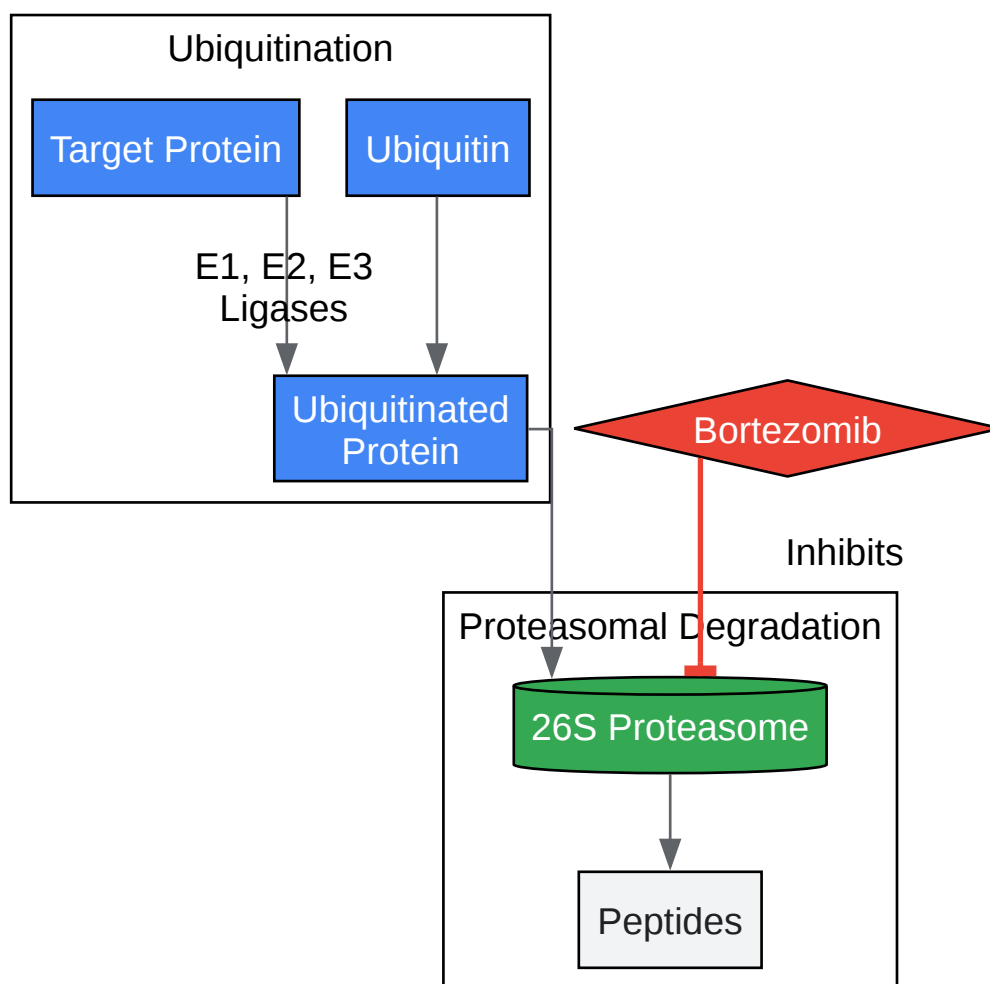 Ubiquitination
Target Protein
Ubiquitin
E1, E2, E3
Ligases
Ubiquitinated
Protein
Bortezomib
Inhibits
Proteasomal Degradation
26S Proteasome
Peptides